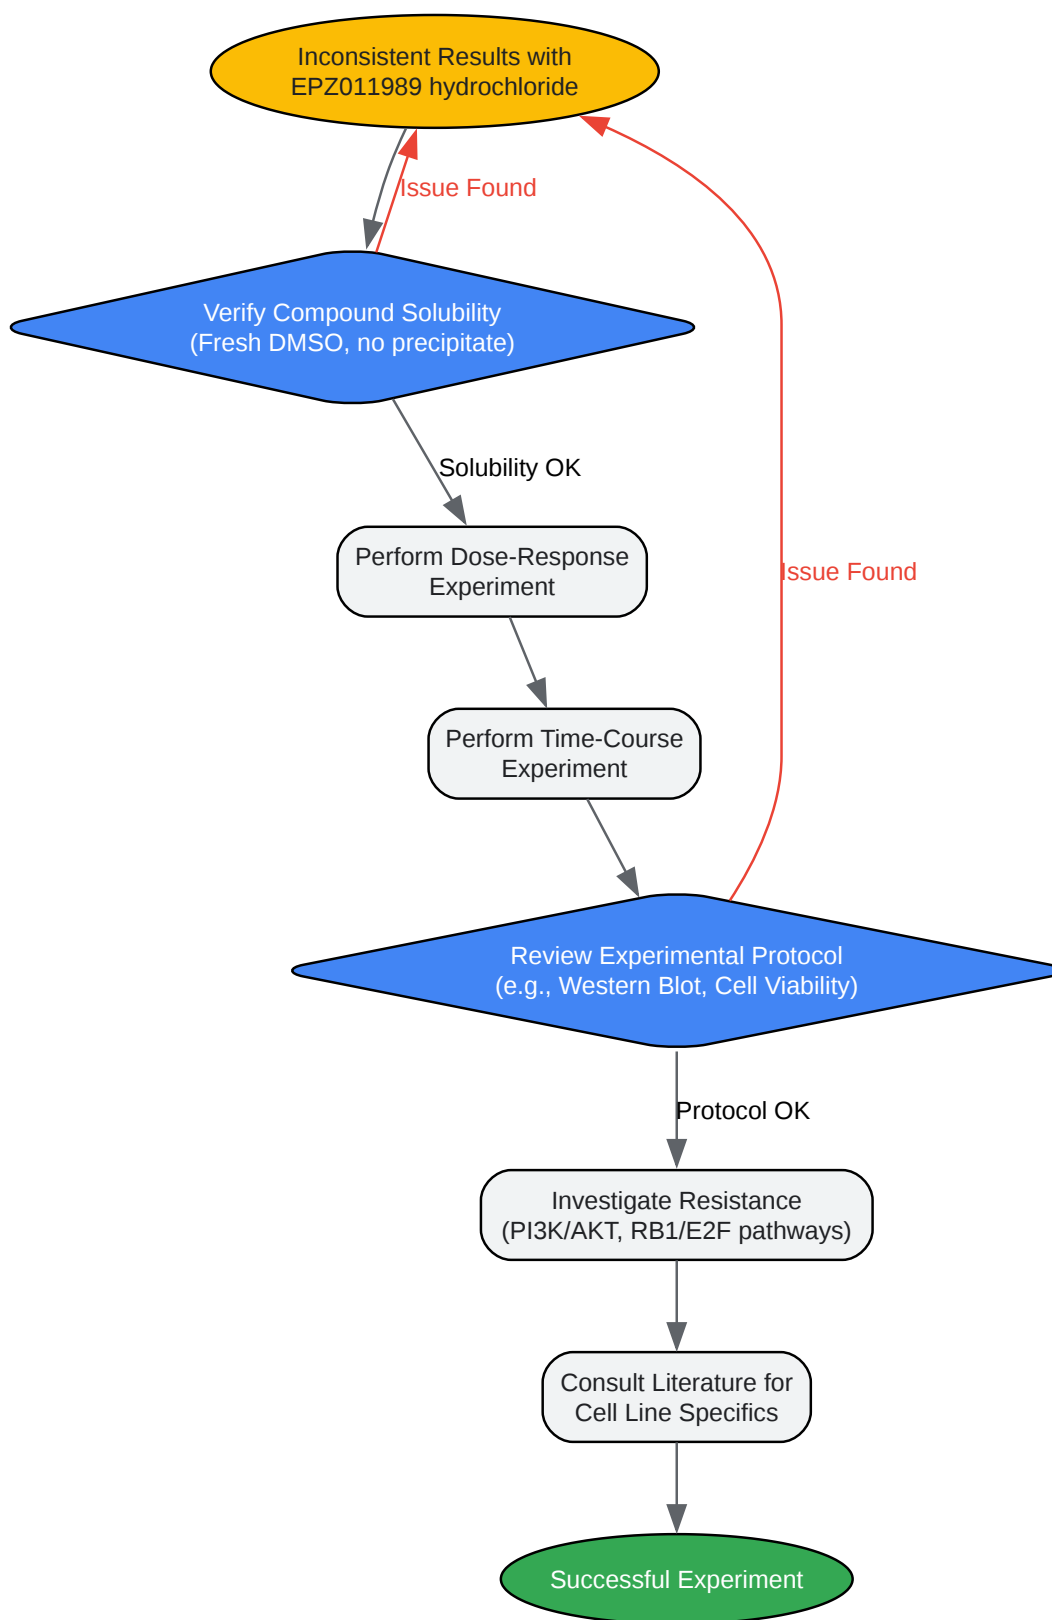 Inconsistent Results with
EPZ011989 hydrochloride
Issue Found
Verify Compound Solubility
(Fresh DMSO, no precipitate)
Solubility OK
Perform Dose-Response
Experiment
Issue Found
Perform Time-Course
Experiment
Review Experimental Protocol
(e.g., Western Blot, Cell Viability)
Protocol OK
Investigate Resistance
(PI3K/AKT, RB1/E2F pathways)
Consult Literature for
Cell Line Specifics
Successful Experiment